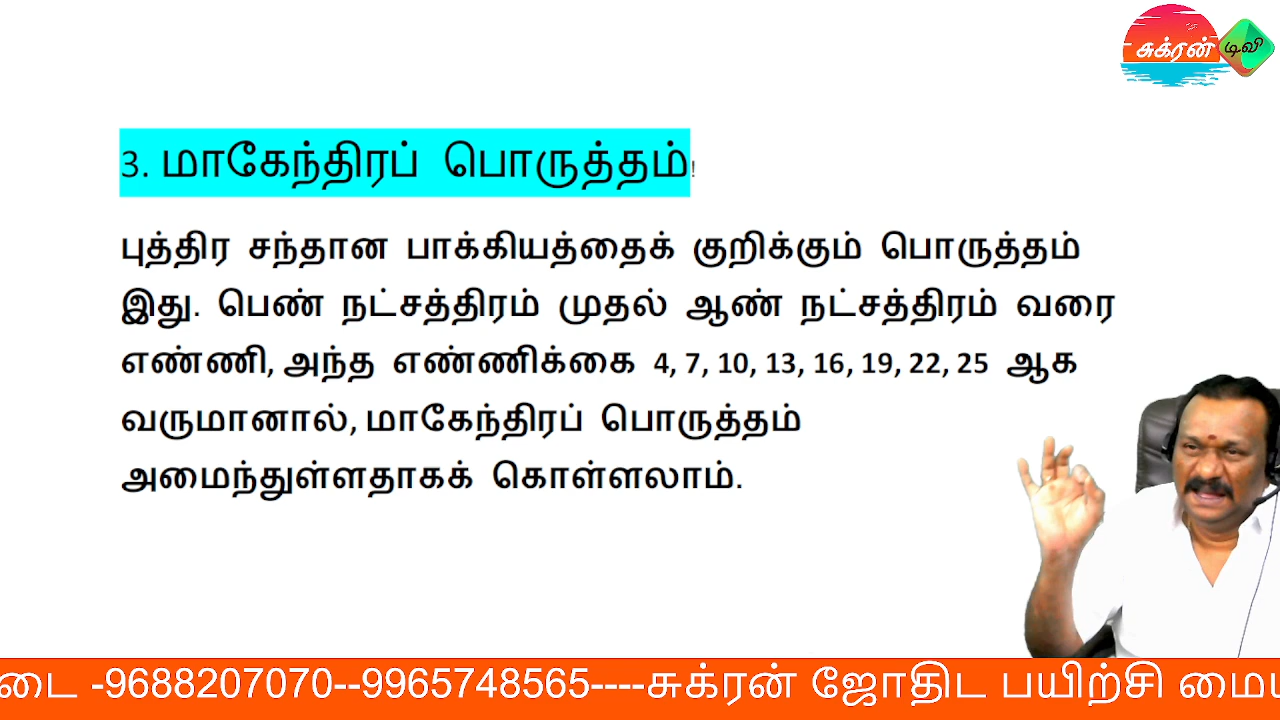 சுக்ரன் டிவி
3. மாகேந்திரப் பொருத்தம்!
புத்திர சந்தான பாக்கியத்தைக் குறிக்கும் பொருத்தம்
இது. பெண் நட்சத்திரம் முதல் ஆண் நட்சத்திரம் வரை
எண்ணி, அந்த எண்ணிக்கை 4, 7, 10, 13, 16, 19, 22, 25 ஆக
வருமானால், மாகேந்திரப் பொருத்தம்
அமைந்துள்ளதாகக் கொள்ளலாம்.
டை -9688207070--9965748565----சுக்ரன் ஜோதிட பயிற்சி